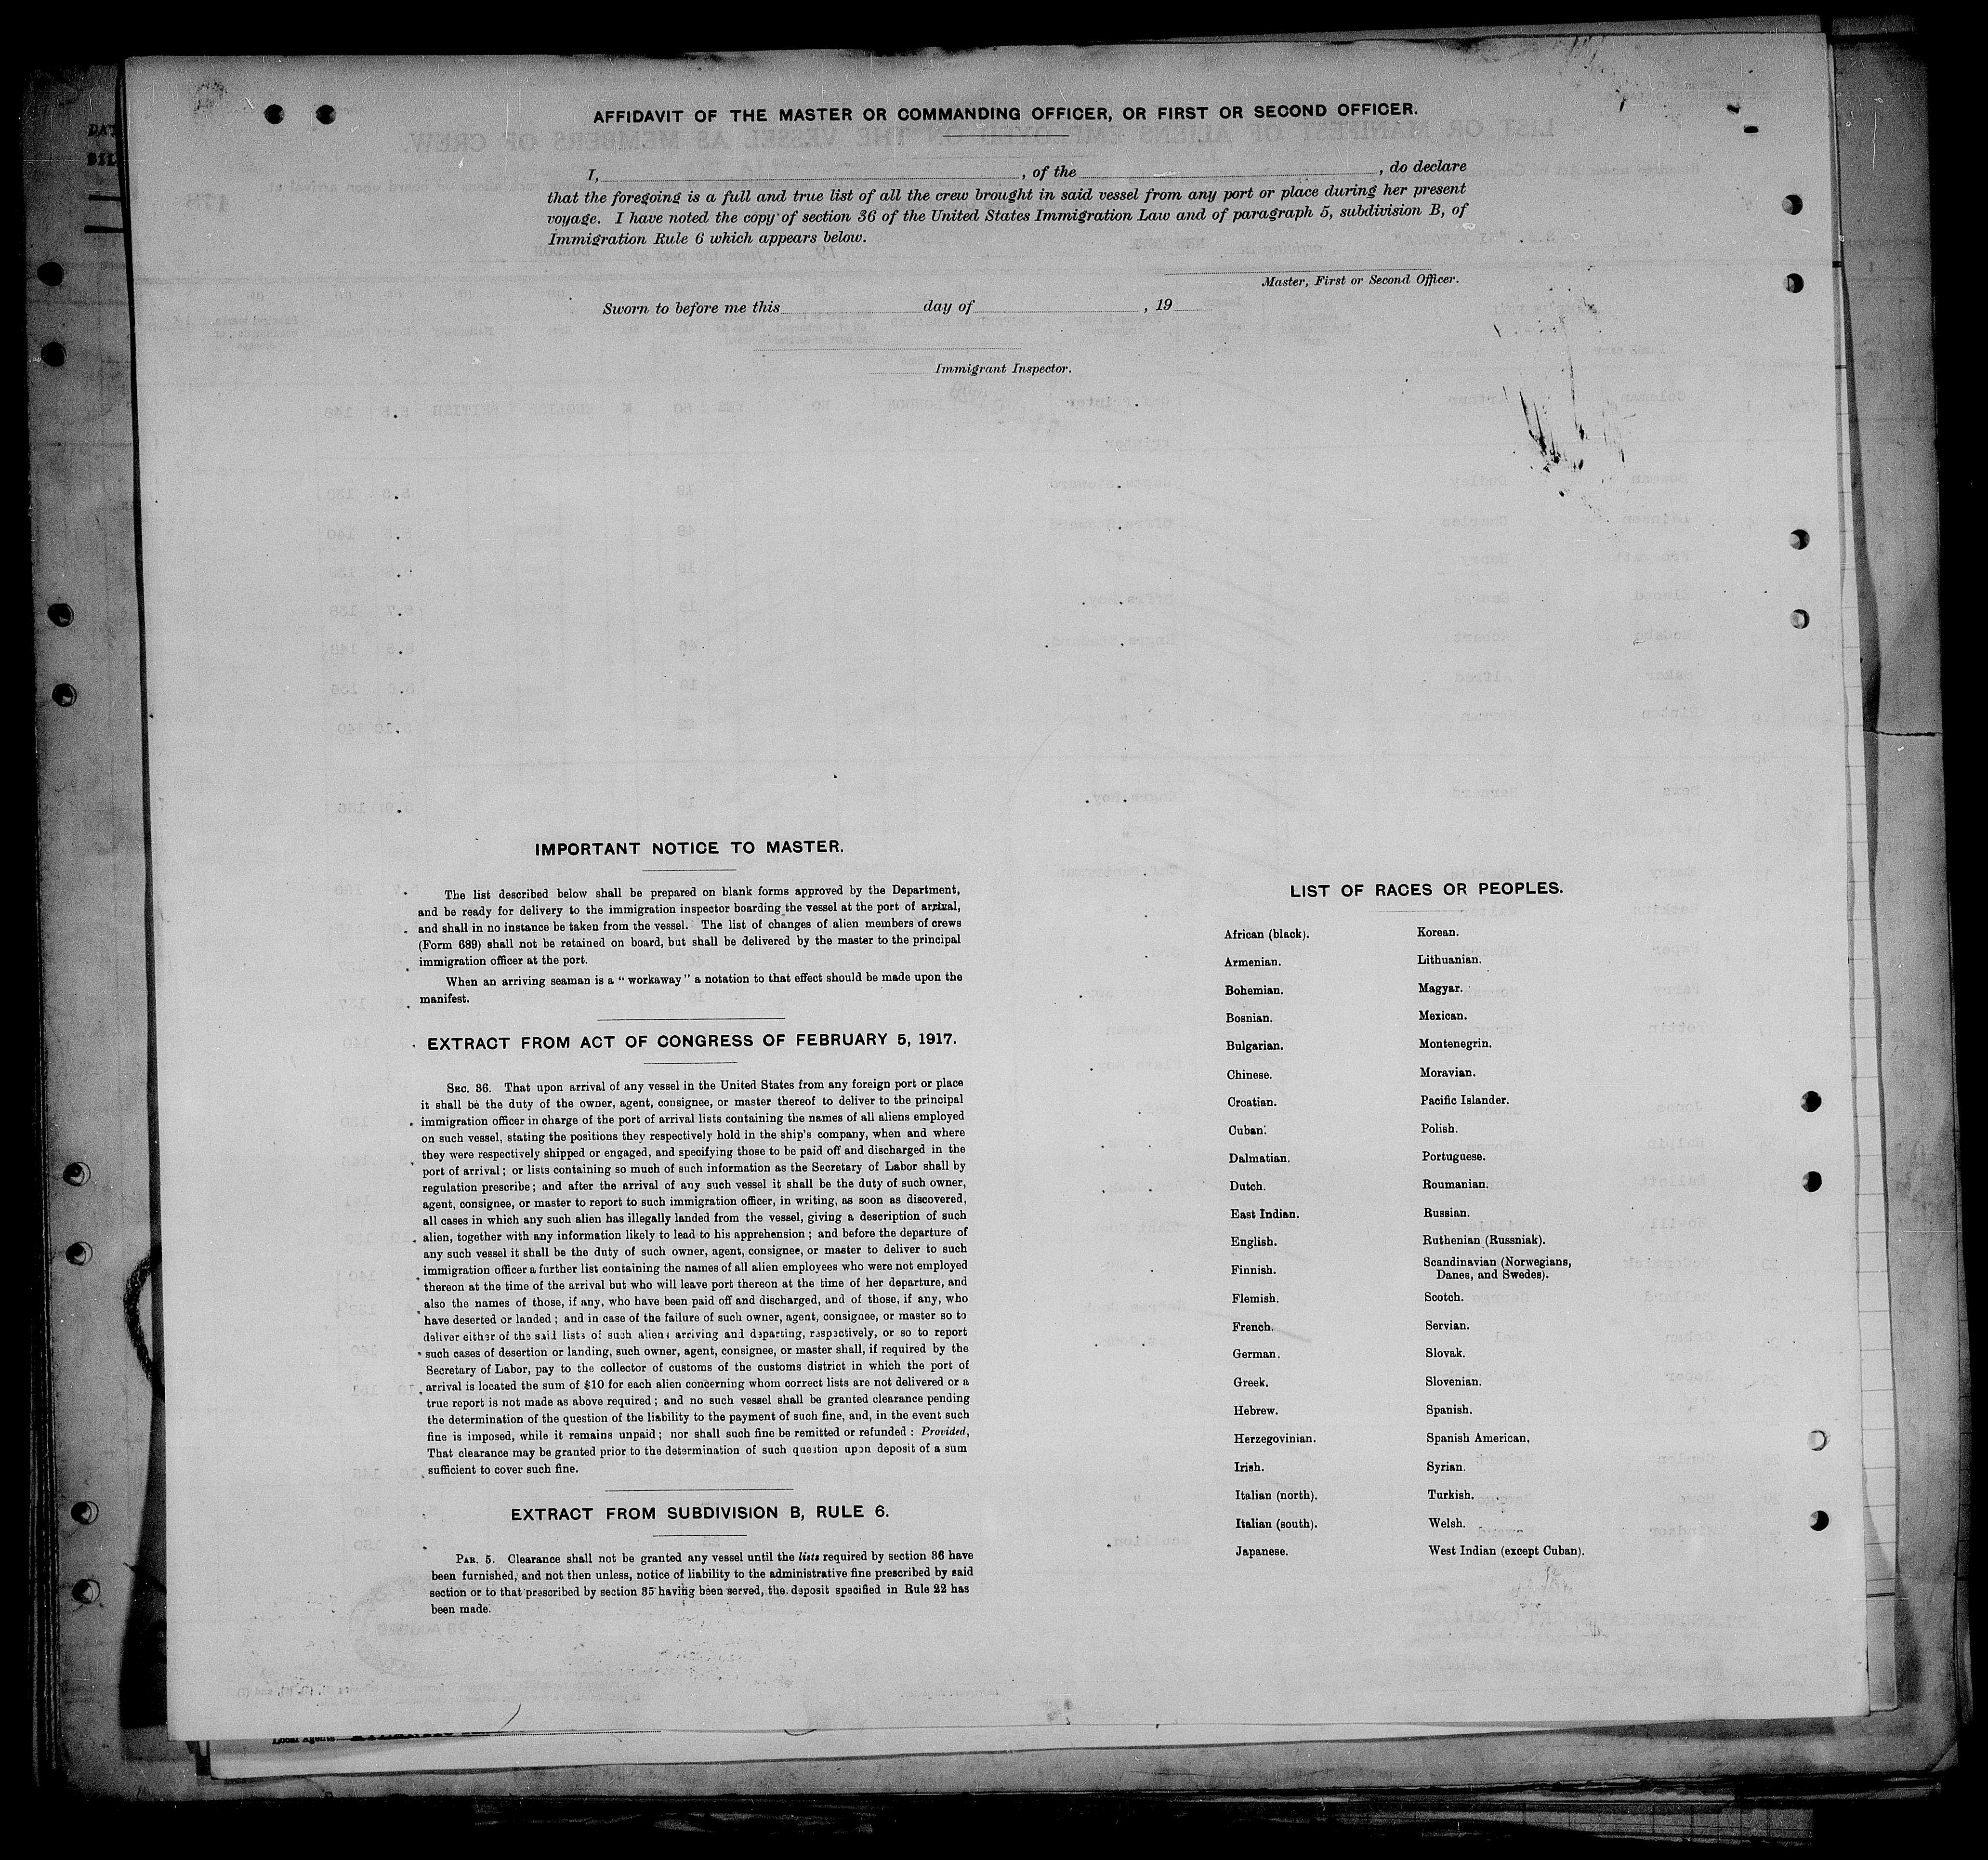 AFFIDAVIT OF THE MASTER OR COMMANDING OFFICER, OR FIRST OR SECOND OFFICER.
I, , of the , do declare
that the foregoing is a full and true list of all the crew brought in said vessel from any port or place during her present
voyage. I have noted the copy of section 36 of the United States Immigration Law and of paragraph 5, subdivision B, of
Immigration Rule 6 which appears below.
Master, First or Second Officer.
Sworn to before me this day of , 19
Immigrant Inspector.
IMPORTANT NOTICE TO MASTER.
The list described below shall be prepared on blank forms approved by the Department,
and be ready for delivery to the immigration inspector boarding the vessel at the port of arrival,
and shall in no instance be taken from the vessel. The list of changes of alien members of crews
(Form 689) shall not be retained on board, but shall be delivered by the master to the principal
immigration officer at the port.
When an arriving seaman is a "workaway" a notation to that effect should be made upon the
manifest.
EXTRACT FROM ACT OF CONGRESS OF FEBRUARY 5, 1917.
SEC. 36. That upon arrival of any vessel in the United States from any foreign port or place
it shall be the duty of the owner, agent, consignee, or master thereof to deliver to the principal
immigration officer in charge of the port of arrival lists containing the names of all aliens employed
on such vessel, stating the positions they respectively hold in the ship's company, when and where
they were respectively shipped or engaged, and specifying those to be paid off and discharged in the
port of arrival; or lists containing so much of such information as the Secretary of Labor shall by
regulation prescribe; and after the arrival of any such vessel it shall be the duty of such owner,
agent, consignee, or master to report to such immigration officer, in writing, as soon as discovered,
all cases in which any such alien has illegally landed from the vessel, giving a description of such
alien, together with any information likely to lead to his apprehension; and before the departure of
any such vessel it shall be the duty of such owner, agent, consignee, or master to deliver to such
immigration officer a further list containing the names of all alien employees who were not employed
thereon at the time of the arrival but who will leave port thereon at the time of her departure, and
also the names of those, if any, who have been paid off and discharged, and of those, if any, who
have deserted or landed; and in case of the failure of such owner, agent, consignee, or master so to
deliver either of the said lists of such aliens arriving and departing, respectively, or so to report
such cases of desertion or landing, such owner, agent, consignee, or master shall, if required by the
Secretary of Labor, pay to the collector of customs of the customs district in which the port of
arrival is located the sum of $10 for each alien concerning whom correct lists are not delivered or a
true report is not made as above required; and no such vessel shall be granted clearance pending
the determination of the question of the liability to the payment of such fine, and, in the event such
fine is imposed, while it remains unpaid; nor shall such fine be remitted or refunded: Provided,
That clearance may be granted prior to the determination of such question upon deposit of a sum
sufficient to cover such fine.
EXTRACT FROM SUBDIVISION B, RULE 6.
PAR. 5. Clearance shall not be granted any vessel until the lists required by section 36 have
been furnished, and not then unless, notice of liability to the administrative fine prescribed by said
section or to that prescribed by section 35 having been served, the deposit specified in Rule 22 has
been made.
LIST OF RACES OR PEOPLES.
African (black).
Armenian.
Bohemian.
Bosnian.
Bulgarian.
Chinese.
Croatian.
Cuban.
Dalmatian.
Dutch.
East Indian.
English.
Finnish.
Flemish.
French.
German.
Greek.
Hebrew.
Herzegovinian.
Irish.
Italian (north).
Italian (south).
Japanese.
Korean.
Lithuanian.
Magyar.
Mexican.
Montenegrin.
Moravian.
Pacific Islander.
Polish.
Portuguese.
Roumanian.
Russian.
Ruthenian (Russniak).
Scandinavian (Norwegians,
Danes, and Swedes).
Scotch.
Servian.
Slovak.
Slovenian.
Spanish.
Spanish American.
Syrian.
Turkish.
Welsh.
West Indian (except Cuban).
Local Agents